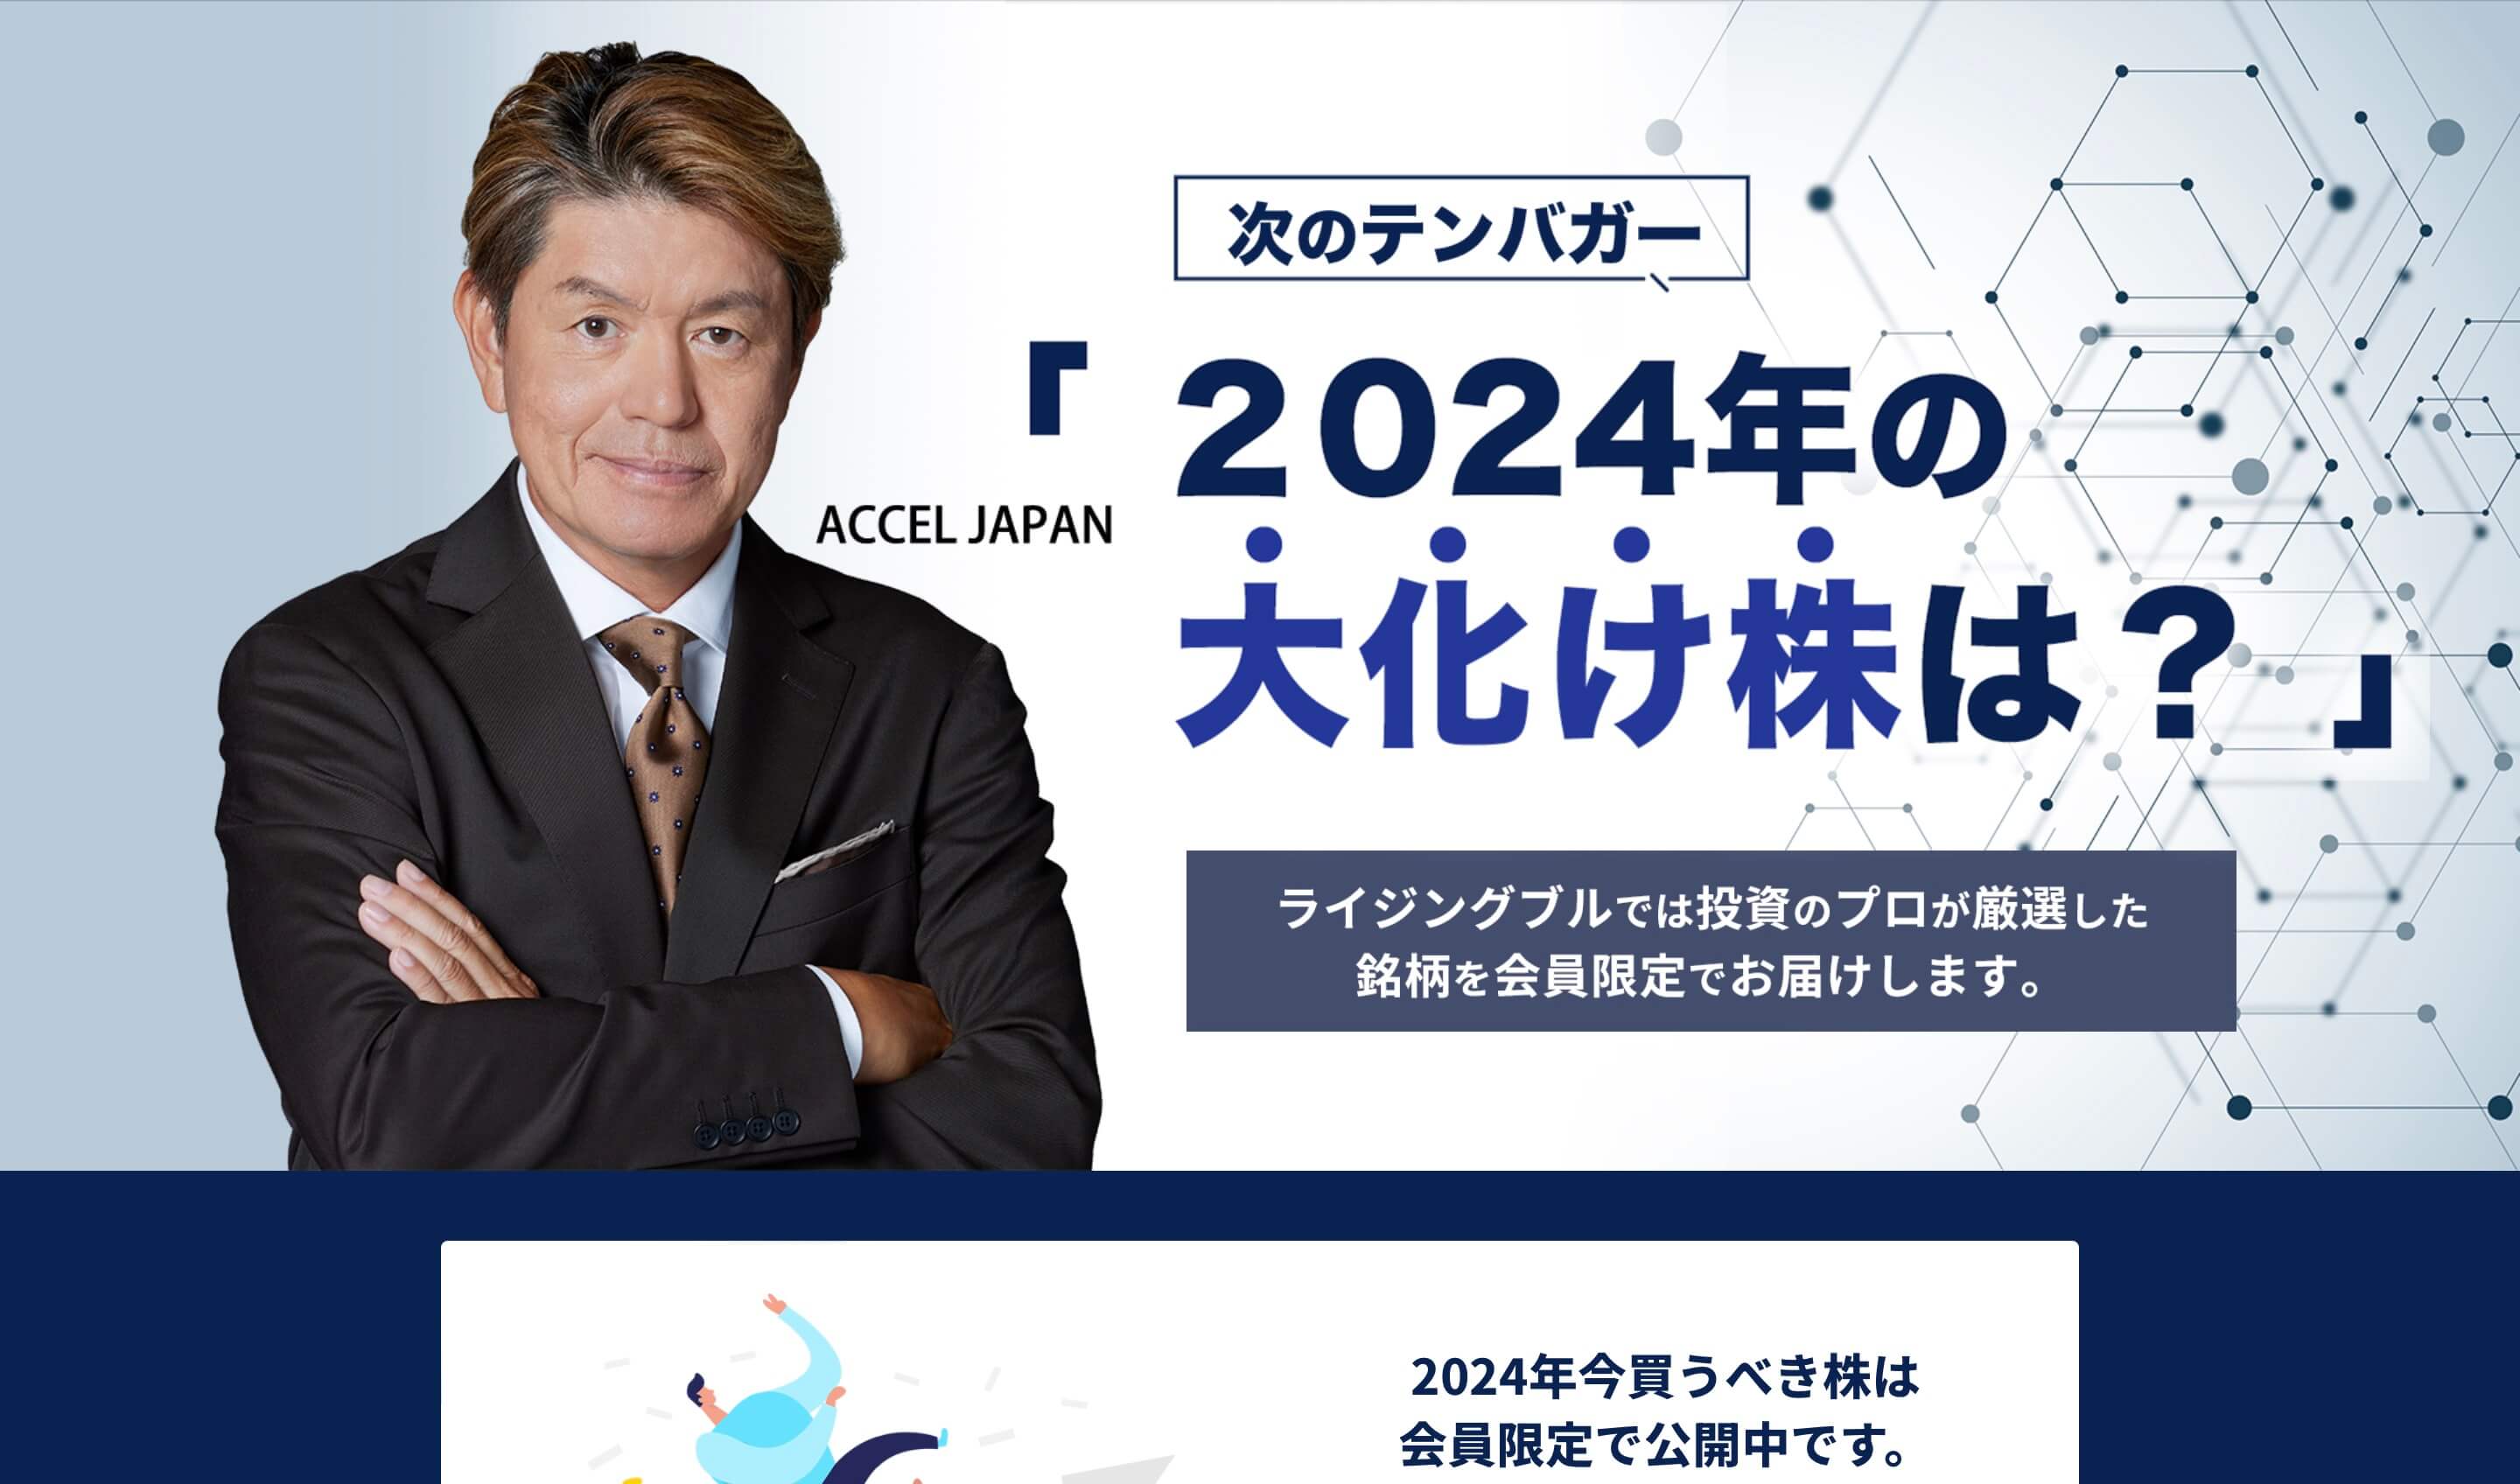 次のテンバガー
「2024年の
ACCEL JAPAN
大化け株は？」
ライジングブルでは投資のプロが厳選した
銘柄を会員限定でお届けします。
2024年今買うべき株は
会員限定で公開中です。